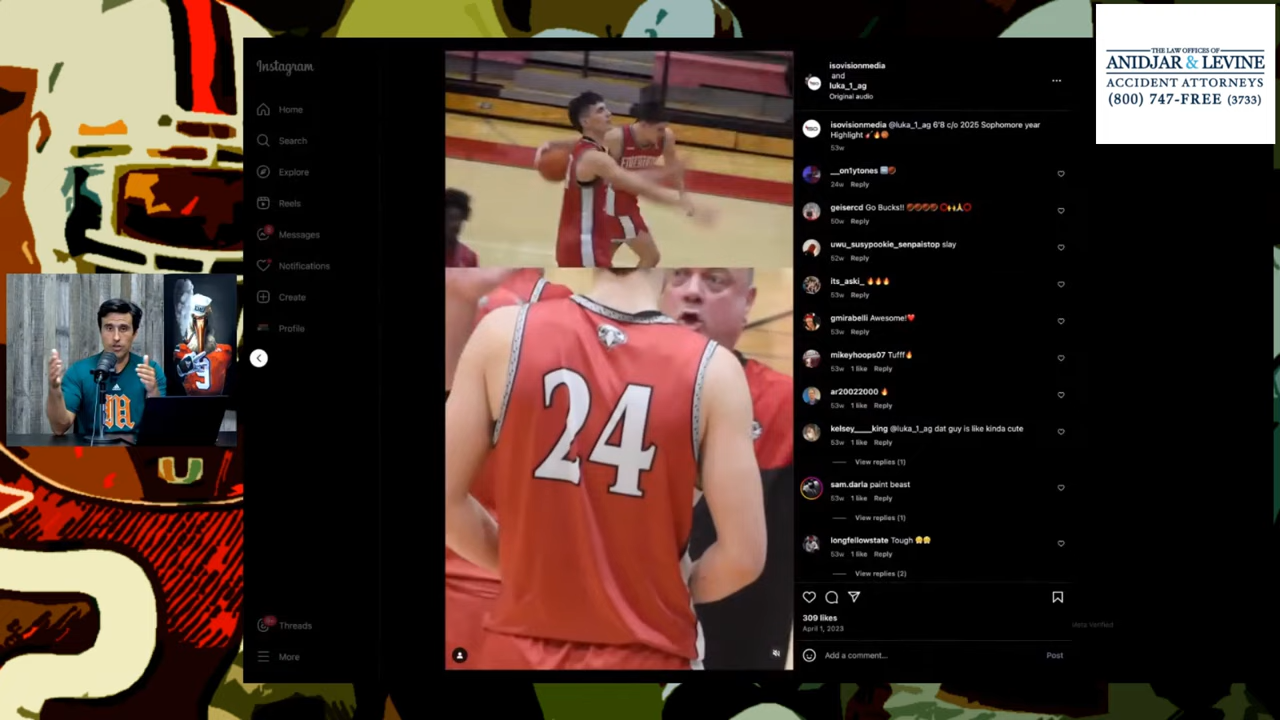 THE LAW OFFICES OF
ANIDJAR & LEVINE
ACCIDENT ATTORNEYS
(800) 747-FREE (3733)
Instagram
Home
Search
Explore
Reels
Messages
Notifications
Create
Profile
Threads
More
24
isovisionmedia
and
luka_1_ag
Original audio
isovisionmedia @luka_1_ag 6'8 c/o 2025 Sophomore year
Highlight
53w
__on1ytones
24w Reply
geisercd Go Bucks!!
50w Reply
uwu_susypookie_senpaistop slay
52w Reply
its_aski_
53w Reply
gmirabelli Awesome!
53w Reply
mikeyhoops07 Tufff
53w 1 like Reply
ar20022000
53w 1 like Reply
kelsey____king @luka_1_ag dat guy is like kinda cute
53w 1 like Reply
View replies (1)
sam.darla paint beast
53w 1 like Reply
View replies (1)
longfellowstate Tough
53w 1 like Reply
View replies (2)
309 likes
April 1, 2023
Meta Verified
Add a comment...
Post